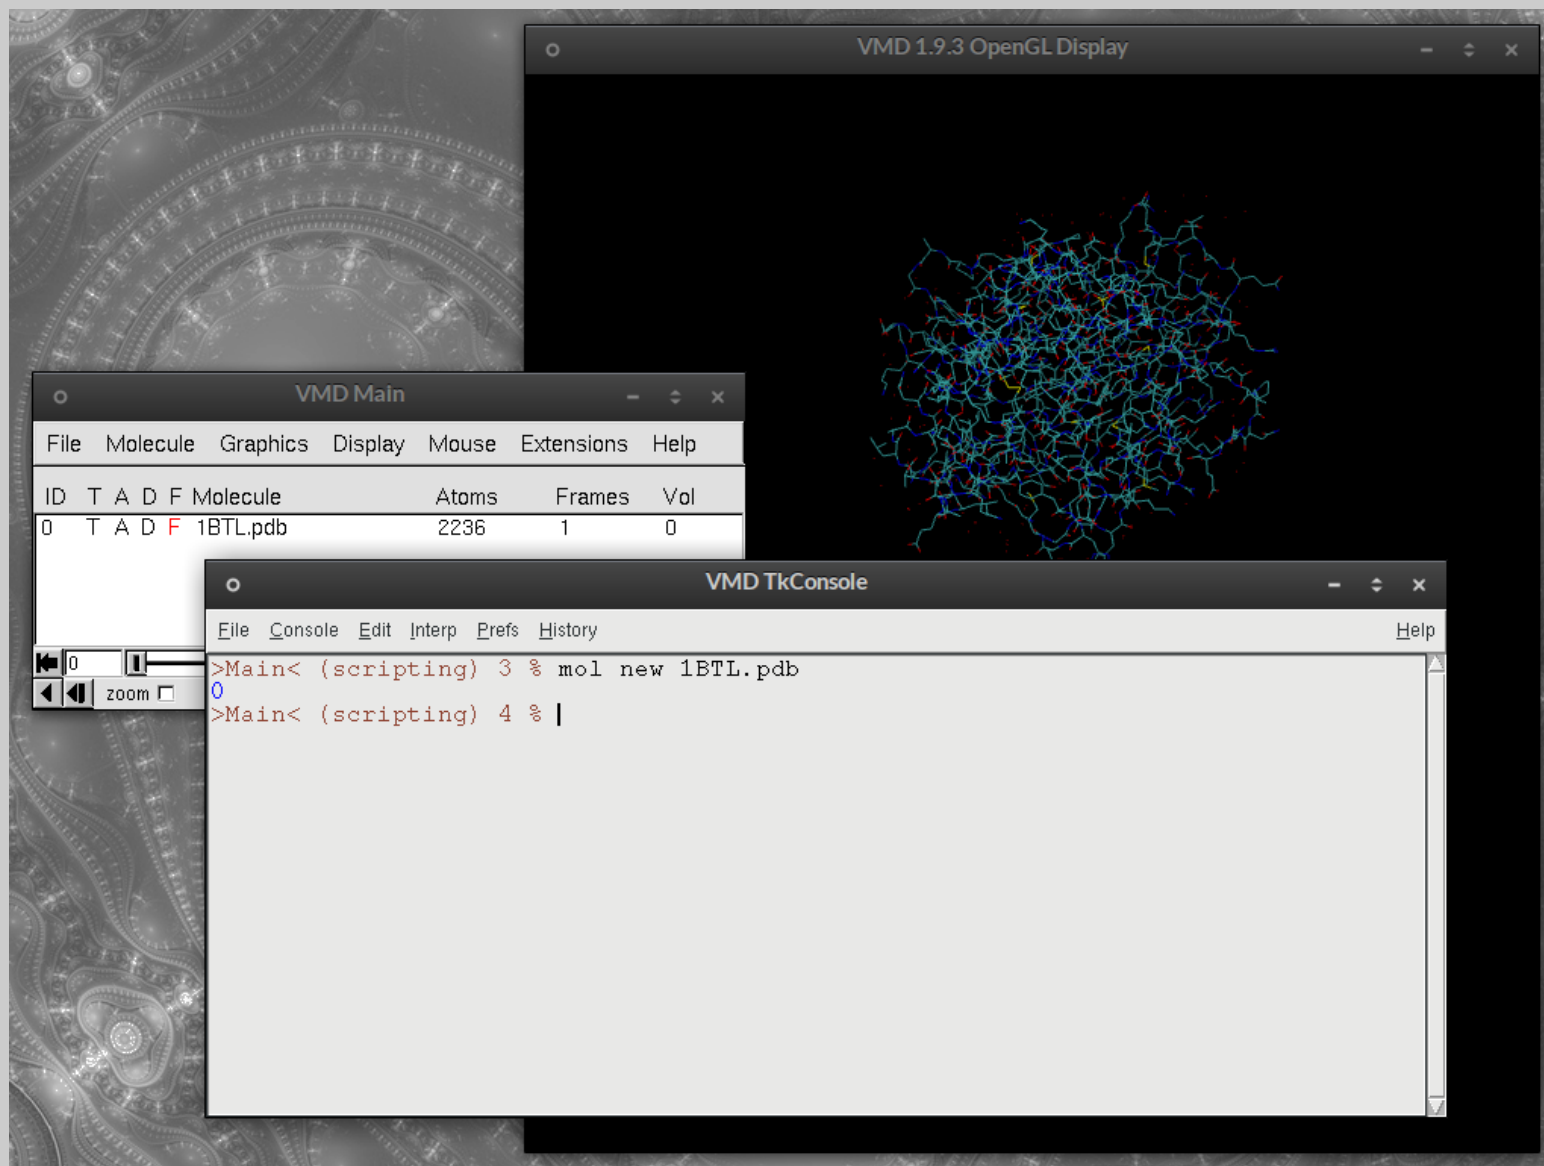 VMD 1.9.3 OpenGL Display
VMD Main
File Molecule Graphics Display Mouse Extensions Help
ID T A D F Molecule Atoms Frames Vol
0 T A D F 1BTL.pdb 2236 1 0
0
zoom
VMD TkConsole
File Console Edit Interp Prefs History Help
>Main< (scripting) 3 % mol new 1BTL.pdb
0
>Main< (scripting) 4 %